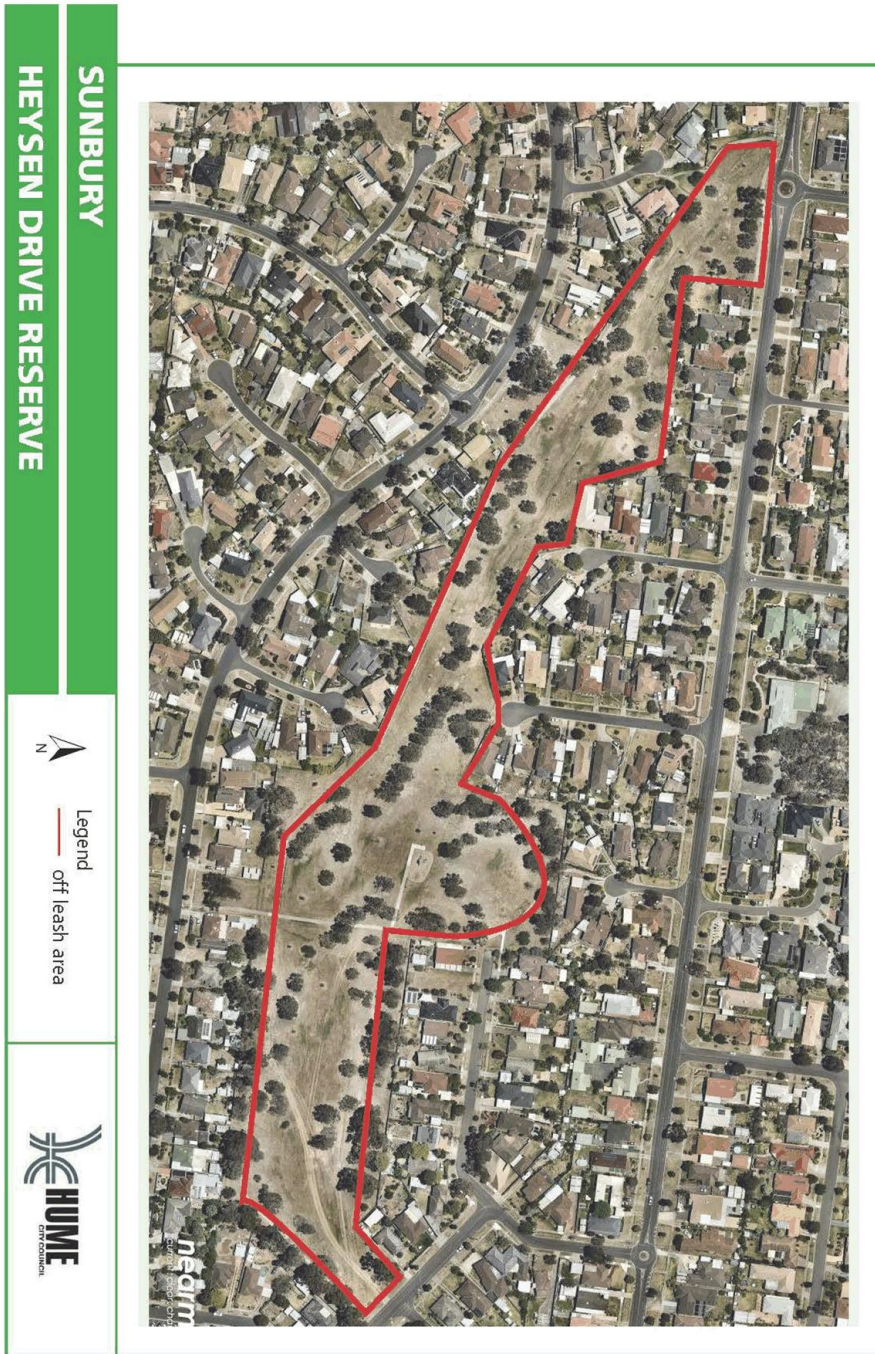 SUNBURY
HEYSEN DRIVE RESERVE
N
Legend
off leash area
HUME
CITY COUNCIL
nearm